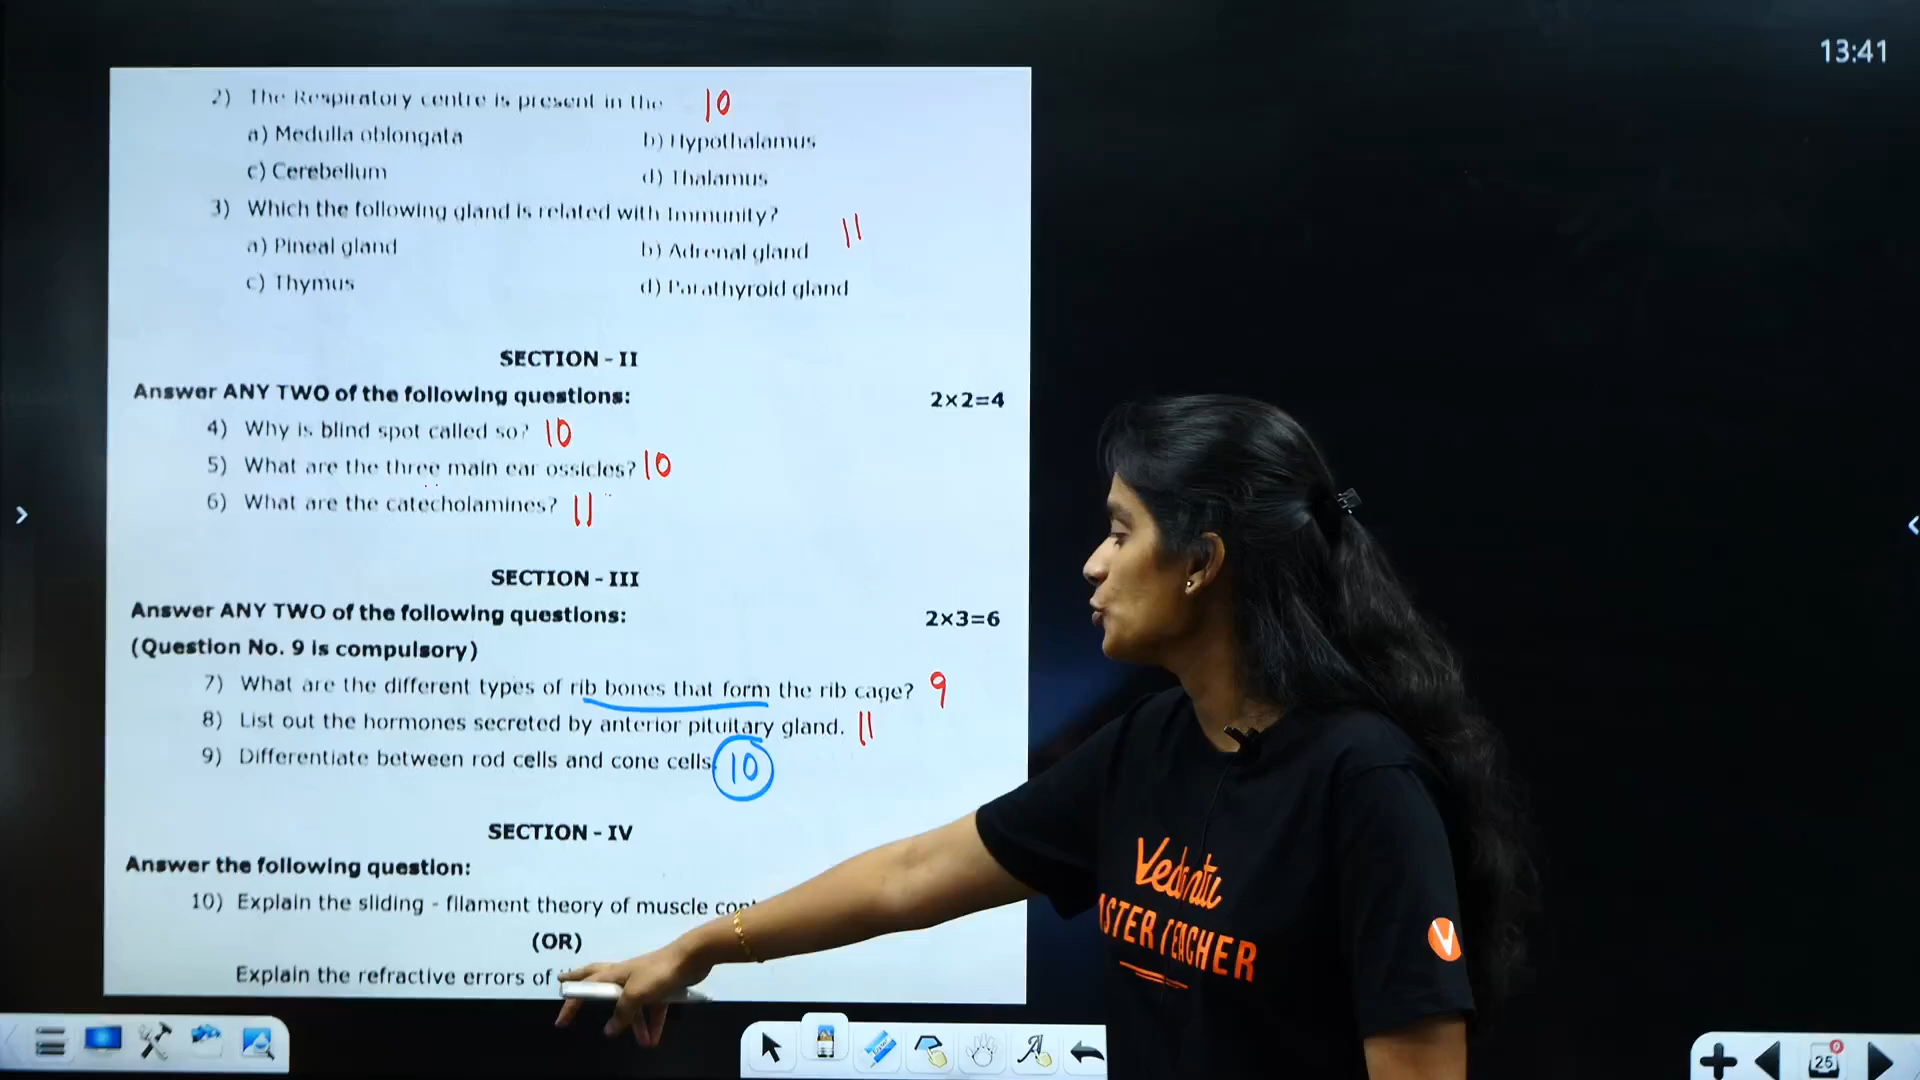 13:41
2) The Respiratory centre is present in the 10
a) Medulla oblongata b) Hypothalamus
c) Cerebellum d) Thalamus
3) Which the following gland is related with Immunity? 11
a) Pineal gland b) Adrenal gland
c) Thymus d) Parathyroid gland
SECTION - II
Answer ANY TWO of the following questions: 2×2=4
4) Why is blind spot called so? 10
5) What are the three main ear ossicles? 10
6) What are the catecholamines? 11
SECTION - III
Answer ANY TWO of the following questions: 2×3=6
(Question No. 9 is compulsory)
7) What are the different types of rib bones that form the rib cage? 9
8) List out the hormones secreted by anterior pituitary gland. 11
9) Differentiate between rod cells and cone cells 10
SECTION - IV
Answer the following question:
10) Explain the sliding - filament theory of muscle
(OR)
Explain the refractive errors of
Vedantu
TEACHER
V
25